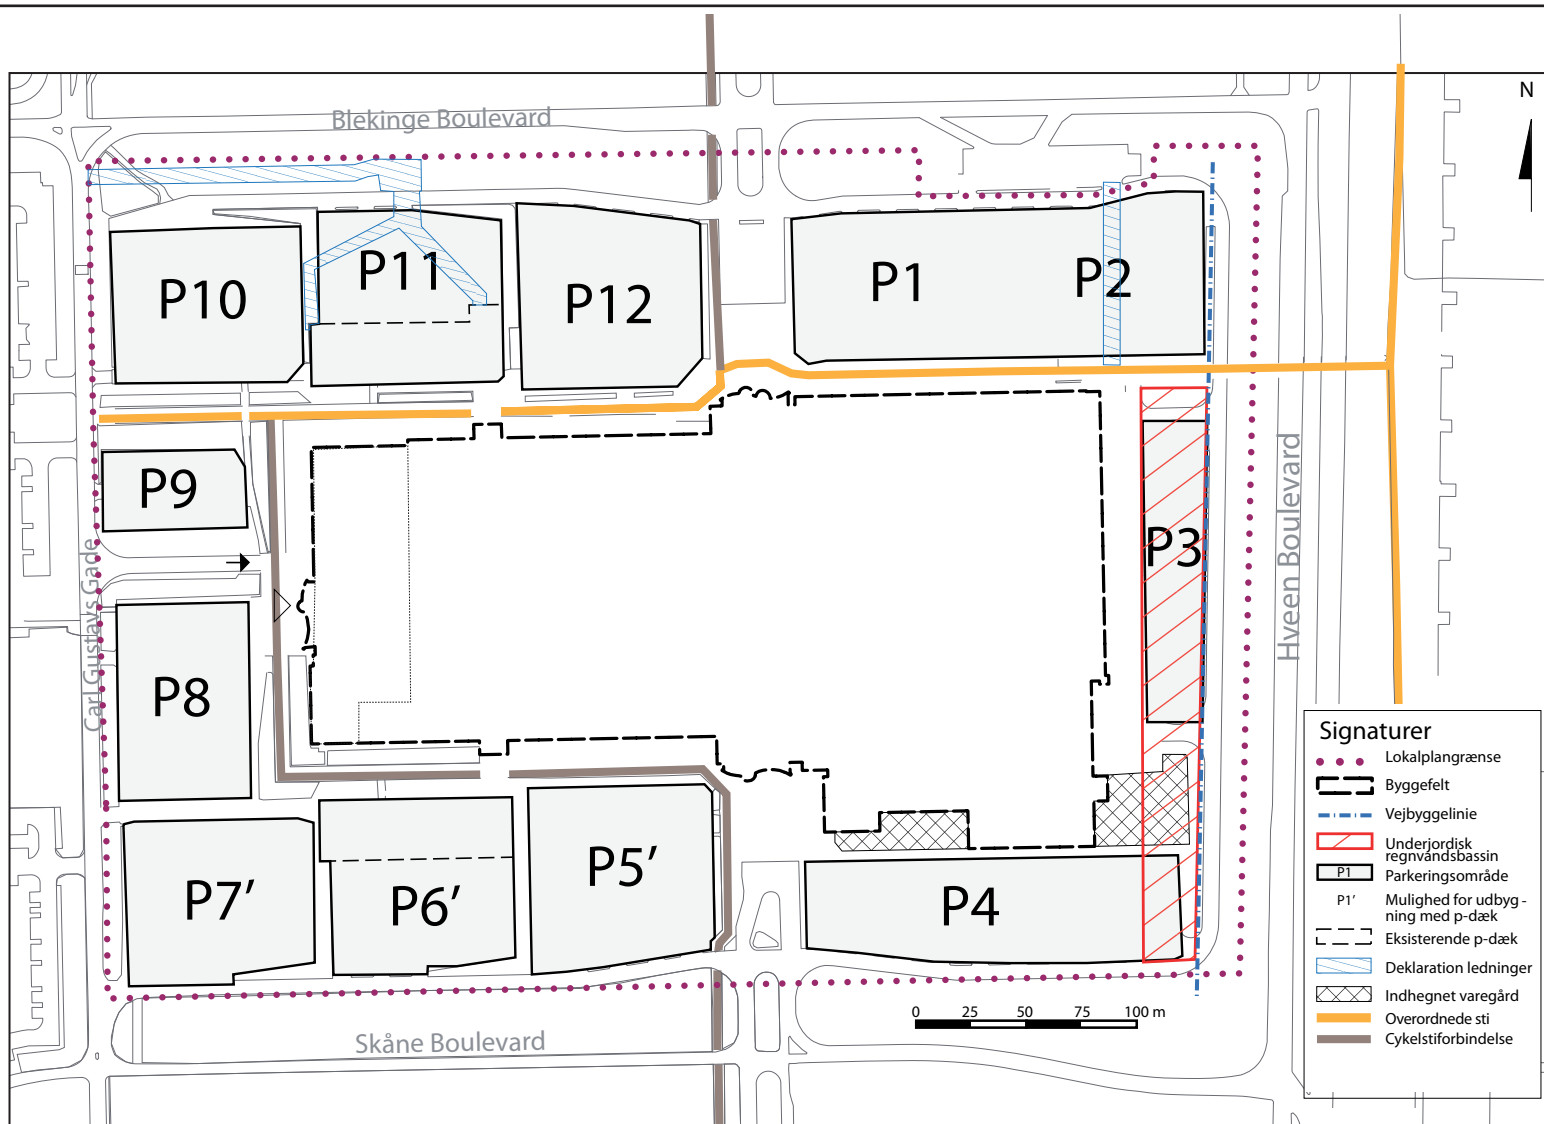 Blekinge Boulevard
N
P10
P11
P12
P1
P2
P9
P3
Carl Gustavs Gade
Hveen Boulevard
P8
P7'
P6'
P5'
P4
0 25 50 75 100 m
Skåne Boulevard
Signaturer
Lokalplangrænse
Byggefelt
Vejbyggelinie
Underjordisk
regnvandsbassin
P1 Parkeringsområde
P1' Mulighed for udbyg-
ning med p-dæk
Eksisterende p-dæk
Deklaration ledninger
Indhegnet varegård
Overordnede sti
Cykelstiforbindelse